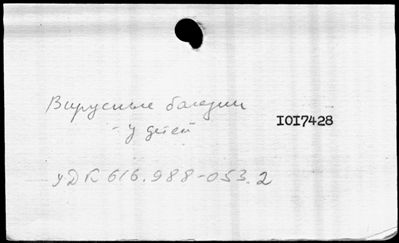 Вирусные болезни
IOI7428
- у детей
УДК 616.988-053.2